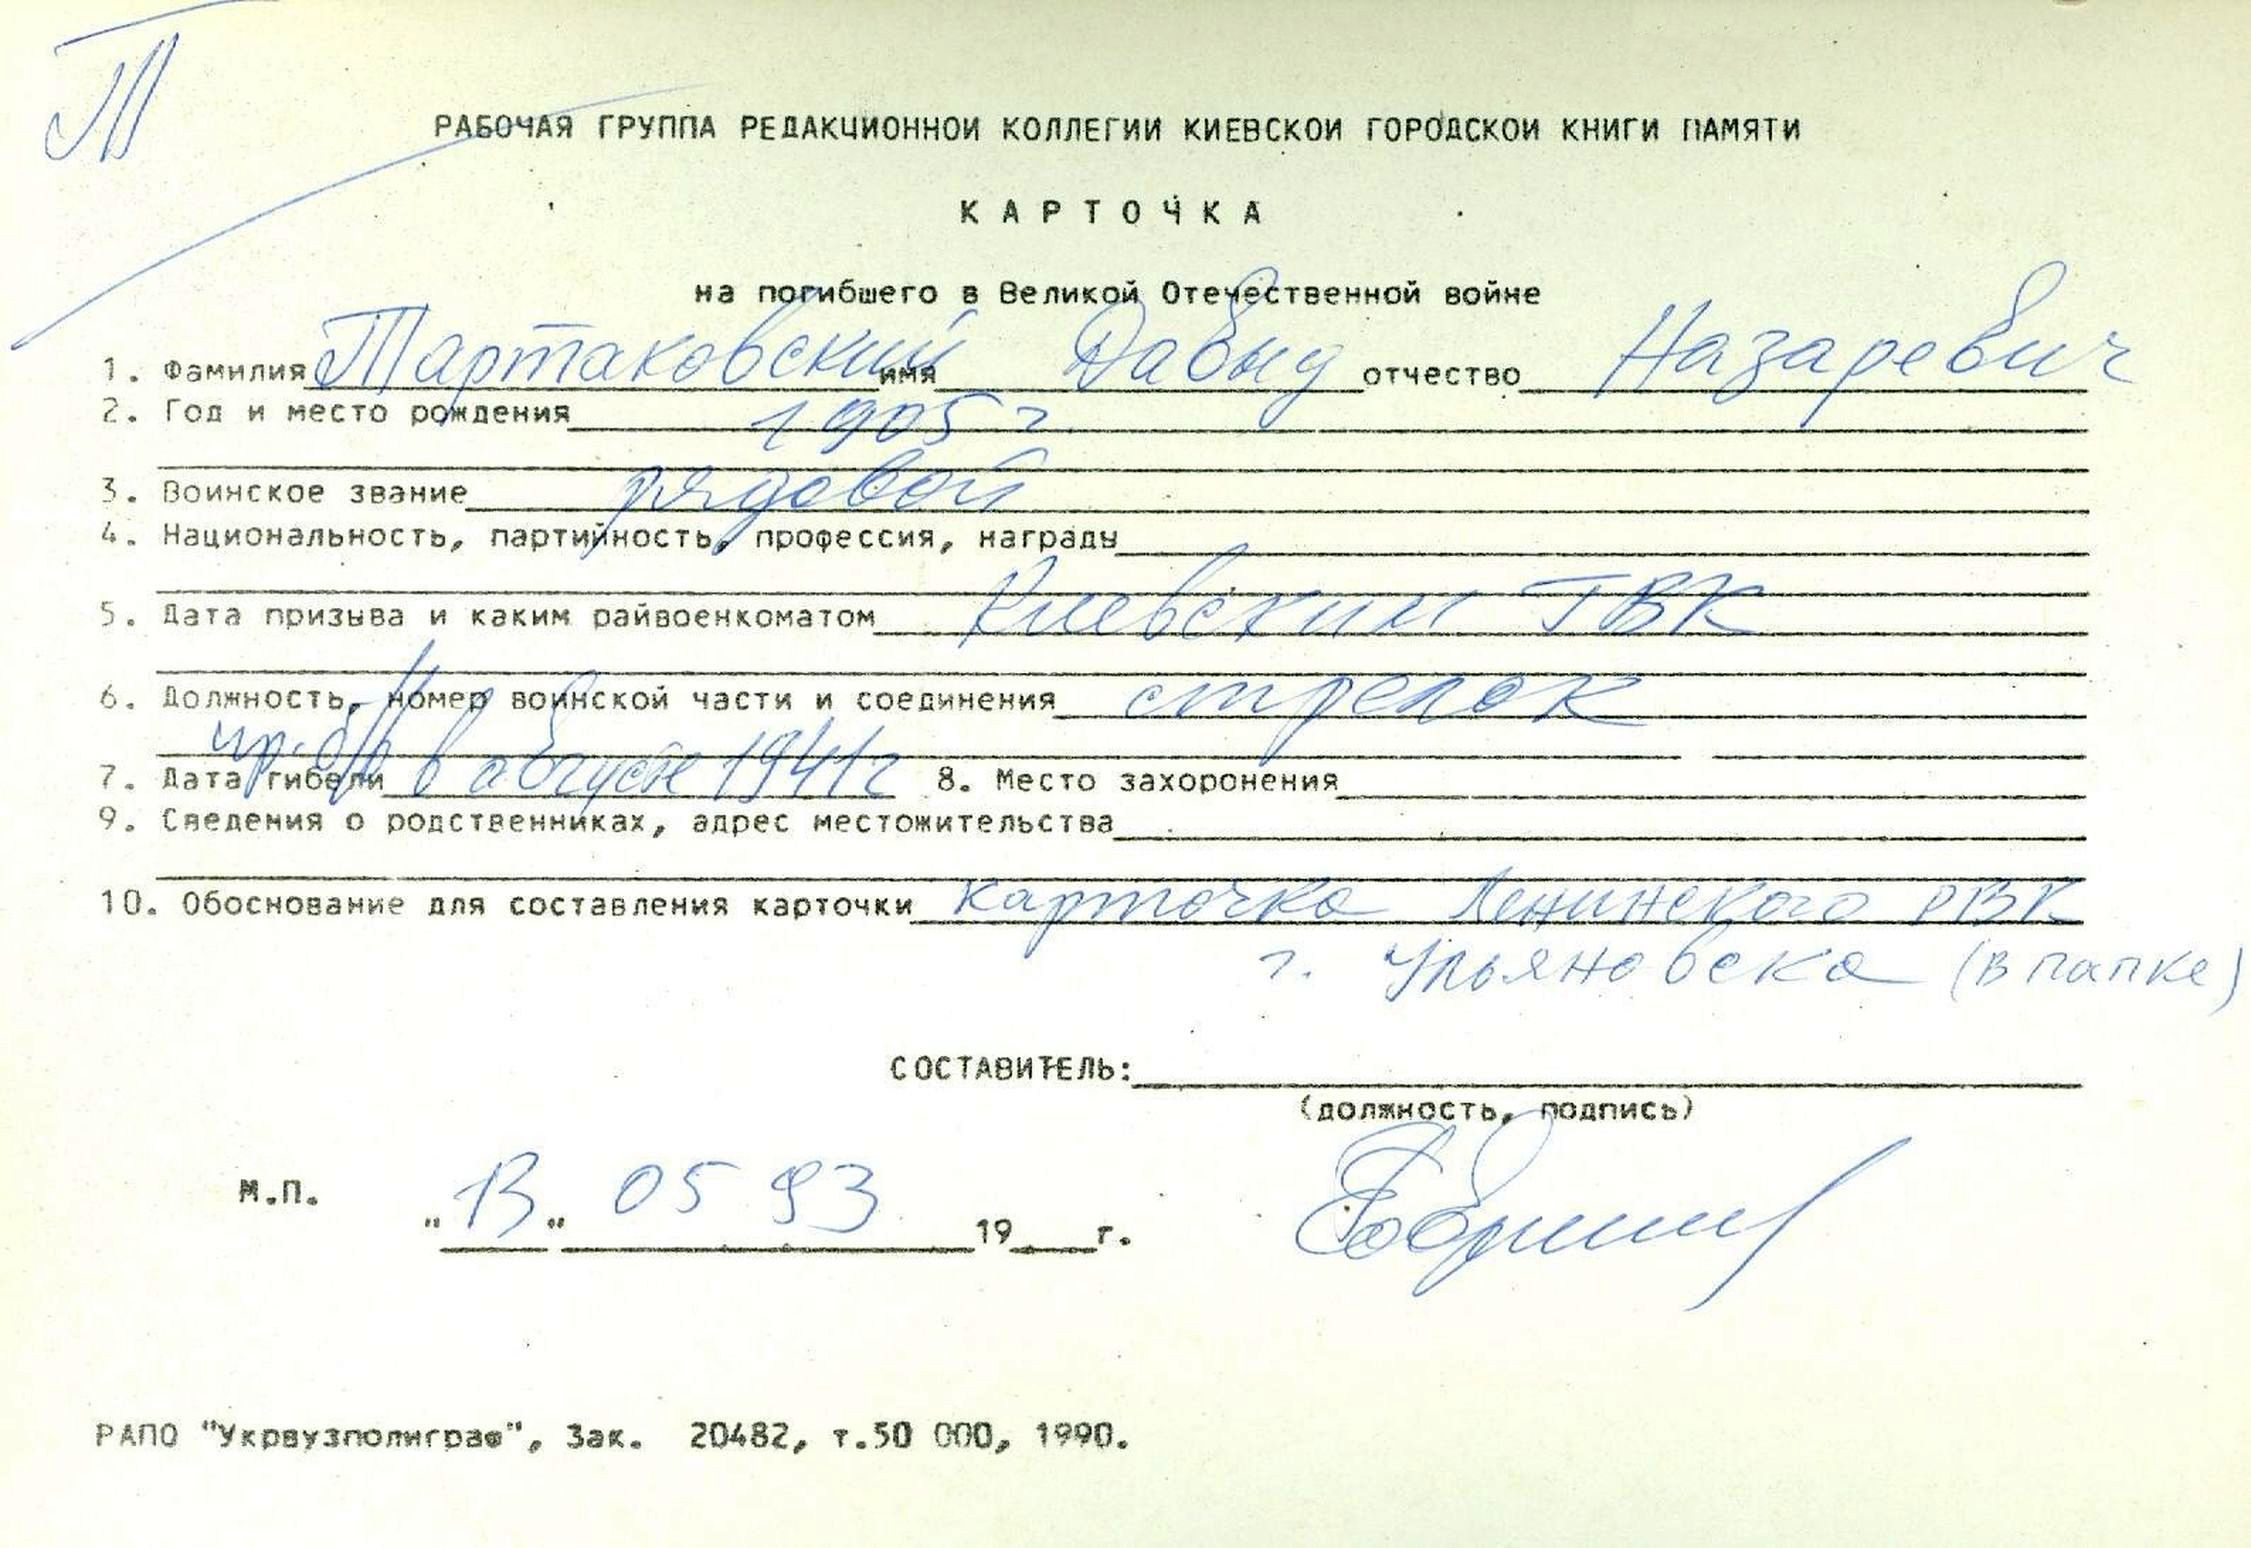 Т
РАБОЧАЯ ГРУППА РЕДАКЦИОННОЙ КОЛЛЕГИИ КИЕВСКОЙ ГОРОДСКОЙ КНИГИ ПАМЯТИ
КАРТОЧКА
на погибшего в Великой Отечественной войне
1. Фамилия Тартаковский имя Давыд отчество Назаревич
2. Год и место рождения 1905 г.
3. Воинское звание рядовой
4. Национальность, партийность, профессия, награды
5. Дата призыва и каким райвоенкоматом Киевским ГВК
6. Должность, номер воинской части и соединения стрелок
пр. б/в
7. Дата гибели в августе 1941 г 8. Место захоронения
9. Сведения о родственниках, адрес местожительства
10. Обоснование для составления карточки карточка Ленинского РВК
г. Ульяновска (в папке)
СОСТАВИТЕЛЬ:
(должность, подпись)
М.П. "13" 05 93 19 г.
РАПО "Укрвузполиграф", Зак. 20482, т.50 000, 1990.